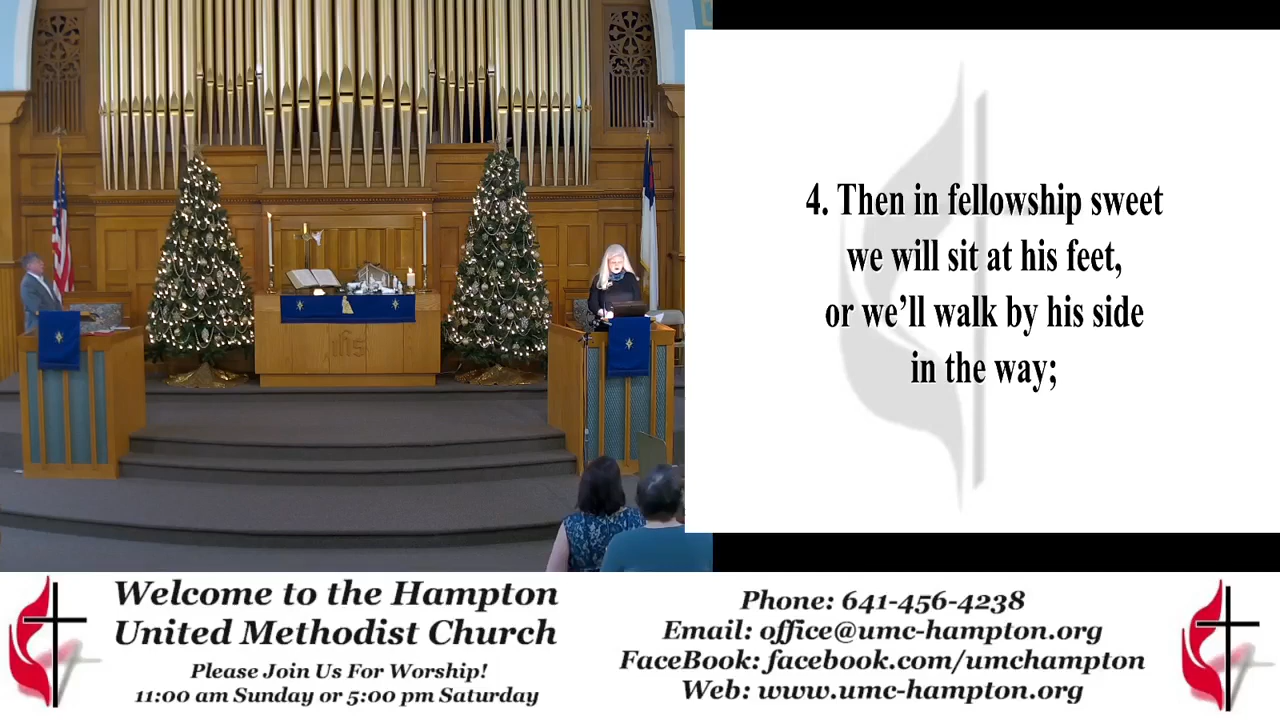 4. Then in fellowship sweet
we will sit at his feet,
or we’ll walk by his side
in the way;
ihs
Welcome to the Hampton
United Methodist Church
Please Join Us For Worship!
11:00 am Sunday or 5:00 pm Saturday
Phone: 641-456-4238
Email: office@umc-hampton.org
FaceBook: facebook.com/umchampton
Web: www.umc-hampton.org